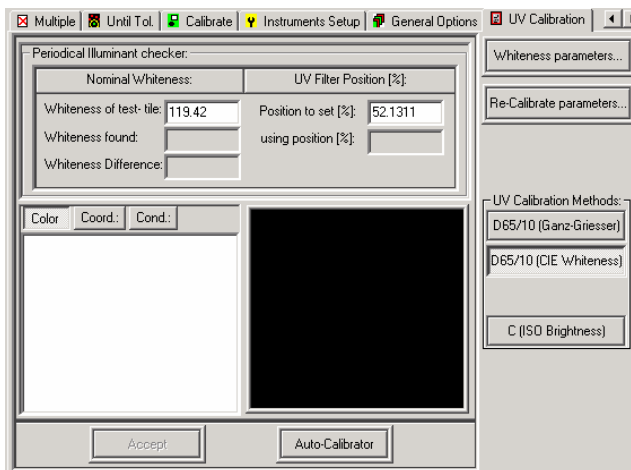 Multiple Until Tol. Calibrate Instruments Setup General Options UV Calibration
Periodical Illuminant checker:
Nominal Whiteness: UV Filter Position [%]:
Whiteness of test- tile: 119.42 Position to set [%]: 52.1311
Whiteness found: using position [%]:
Whiteness Difference:
Color Coord.: Cond.:
Accept Auto-Calibrator
Whiteness parameters...
Re-Calibrate parameters...
UV Calibration Methods:
D65/10 (Ganz-Griesser)
D65/10 (CIE Whiteness)
C (ISO Brightness)